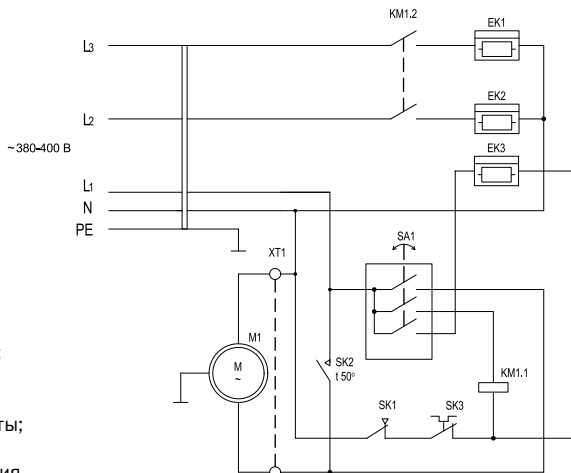 KM1.2
EK1
L3
EK2
L2
~380-400 В
EK3
L1
N
PE
SA1
XT1
M1
M
~
SK2
t 50°
KM1.1
ты;
SK1
SK3
ия